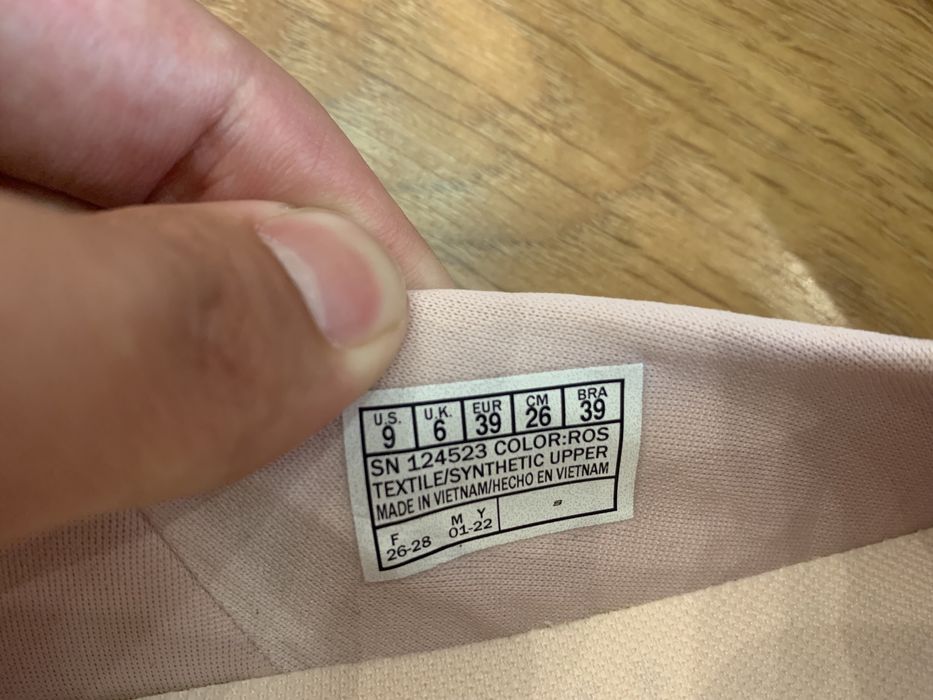 U.S. U.K. EUR CM BRA
9 6 39 26 39
SN 124523 COLOR:ROS
TEXTILE/SYNTHETIC UPPER
MADE IN VIETNAM/HECHO EN VIETNAM
F M Y
26-28 01-22